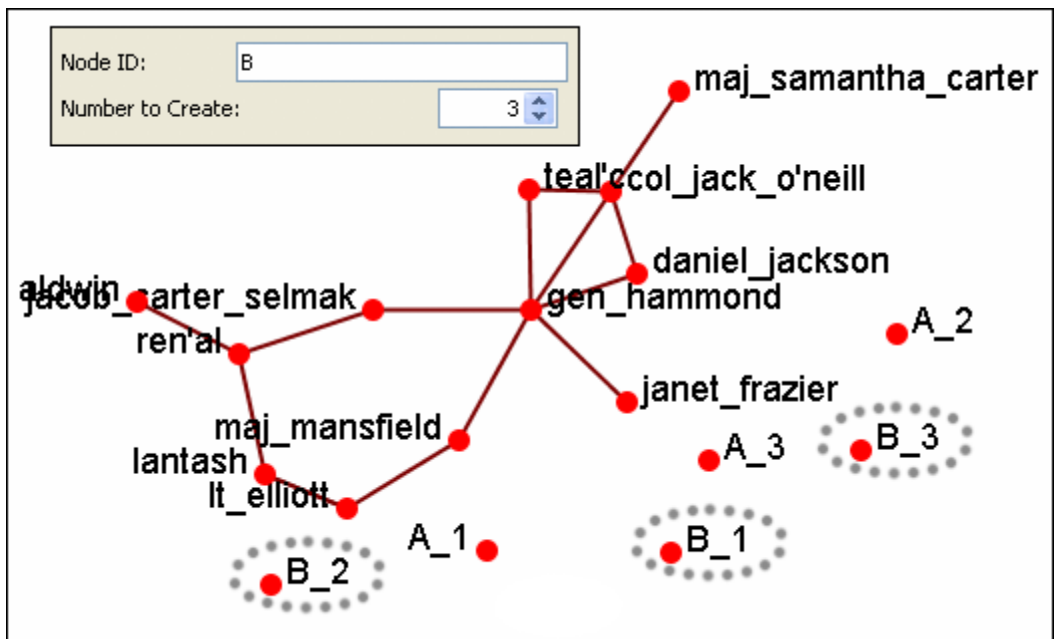 Node ID: B
Number to Create: 3
maj_samantha_carter
teal'c
col_jack_o'neill
daniel_jackson
aldwin
jacob_carter_selmak
gen_hammond
A_2
ren'al
janet_frazier
maj_mansfield
B_3
lantash
A_3
lt_elliott
A_1
B_1
B_2